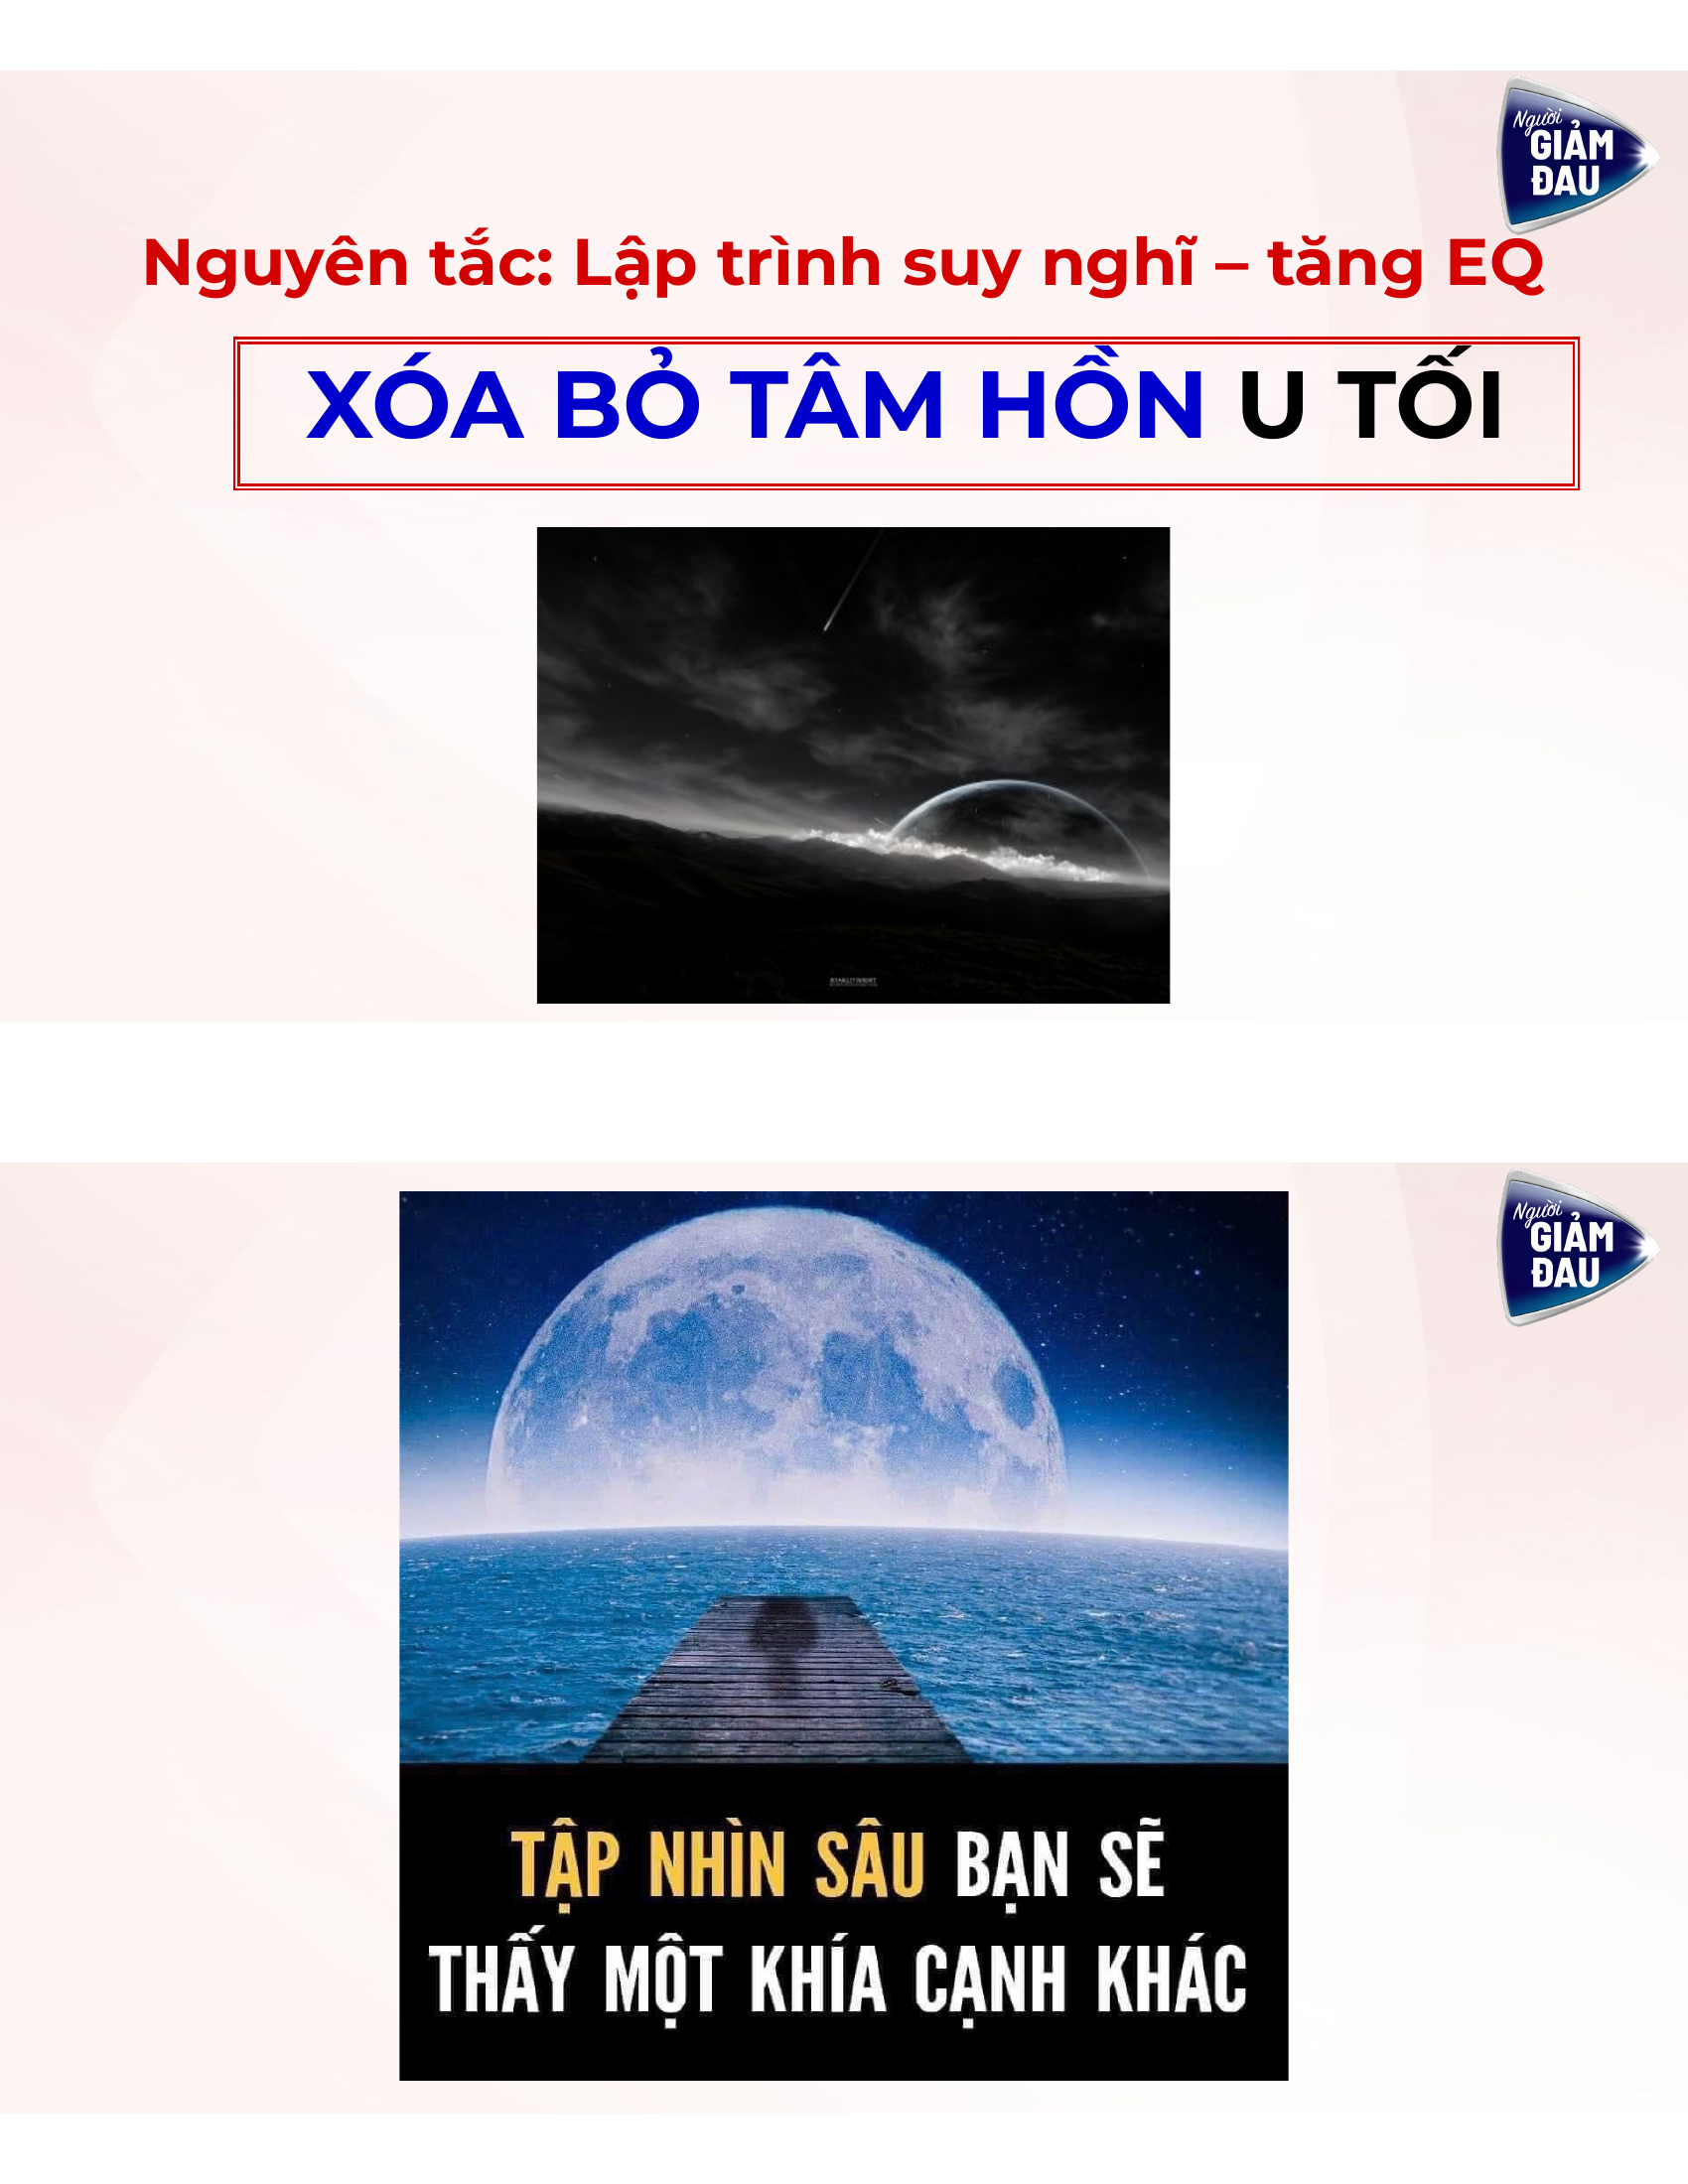 Người
GIẢM
ĐAU
Nguyên tắc: Lập trình suy nghĩ – tăng EQ
XÓA BỎ TÂM HỒN U TỐI
Người
GIẢM
ĐAU
TẬP NHÌN SÂU BẠN SẼ
THẤY MỘT KHÍA CẠNH KHÁC